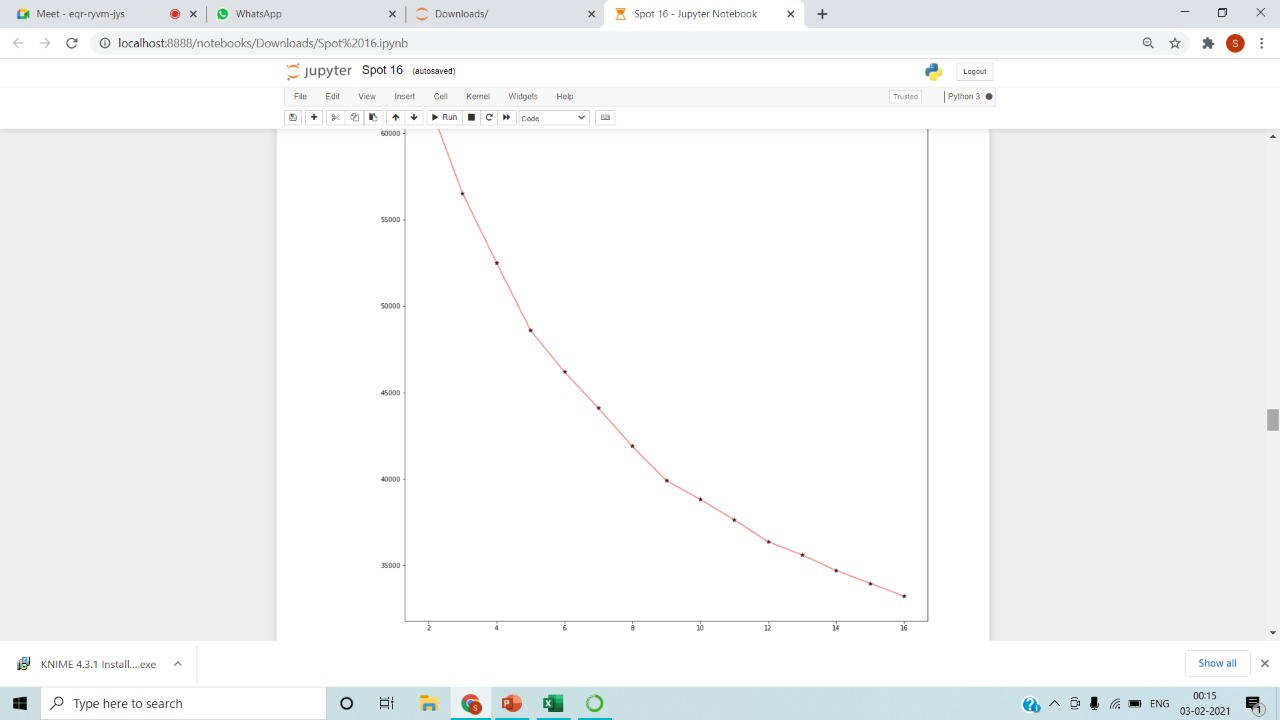 Meet - eqr-ryvm-jys
WhatsApp
Downloads/
Spot 16 - Jupyter Notebook
localhost:8888/notebooks/Downloads/Spot%2016.ipynb
S
jupyter Spot 16 (autosaved)
Logout
File Edit View Insert Cell Kernel Widgets Help
Trusted
Python 3
Run
Code
60000
55000
50000
45000
40000
35000
2 4 6 8 10 12 14 16
KNIME 4.3.1 Install....exe
Show all
Type here to search
ENG
00:15
03-02-2021
1